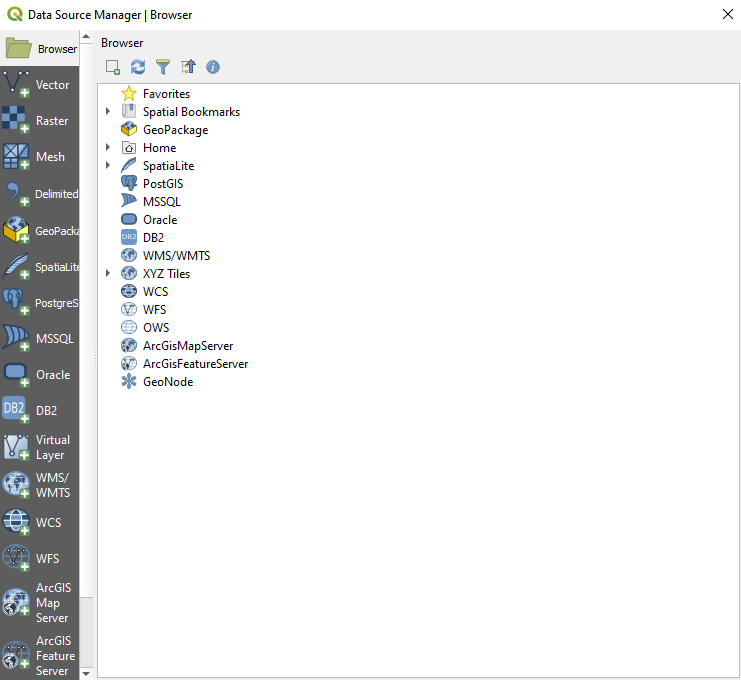 Data Source Manager | Browser
Browser
Vector
Raster
Mesh
Delimited
GeoPacka
SpatiaLite
PostgreS
MSSQL
Oracle
DB2
DB2
Virtual
Layer
WMS/
WMTS
WCS
WFS
ArcGIS
Map
Server
ArcGIS
Feature
Server
Browser
Favorites
Spatial Bookmarks
GeoPackage
Home
SpatiaLite
PostGIS
MSSQL
Oracle
DB2
DB2
WMS/WMTS
XYZ Tiles
WCS
WFS
OWS
ArcGisMapServer
ArcGisFeatureServer
GeoNode